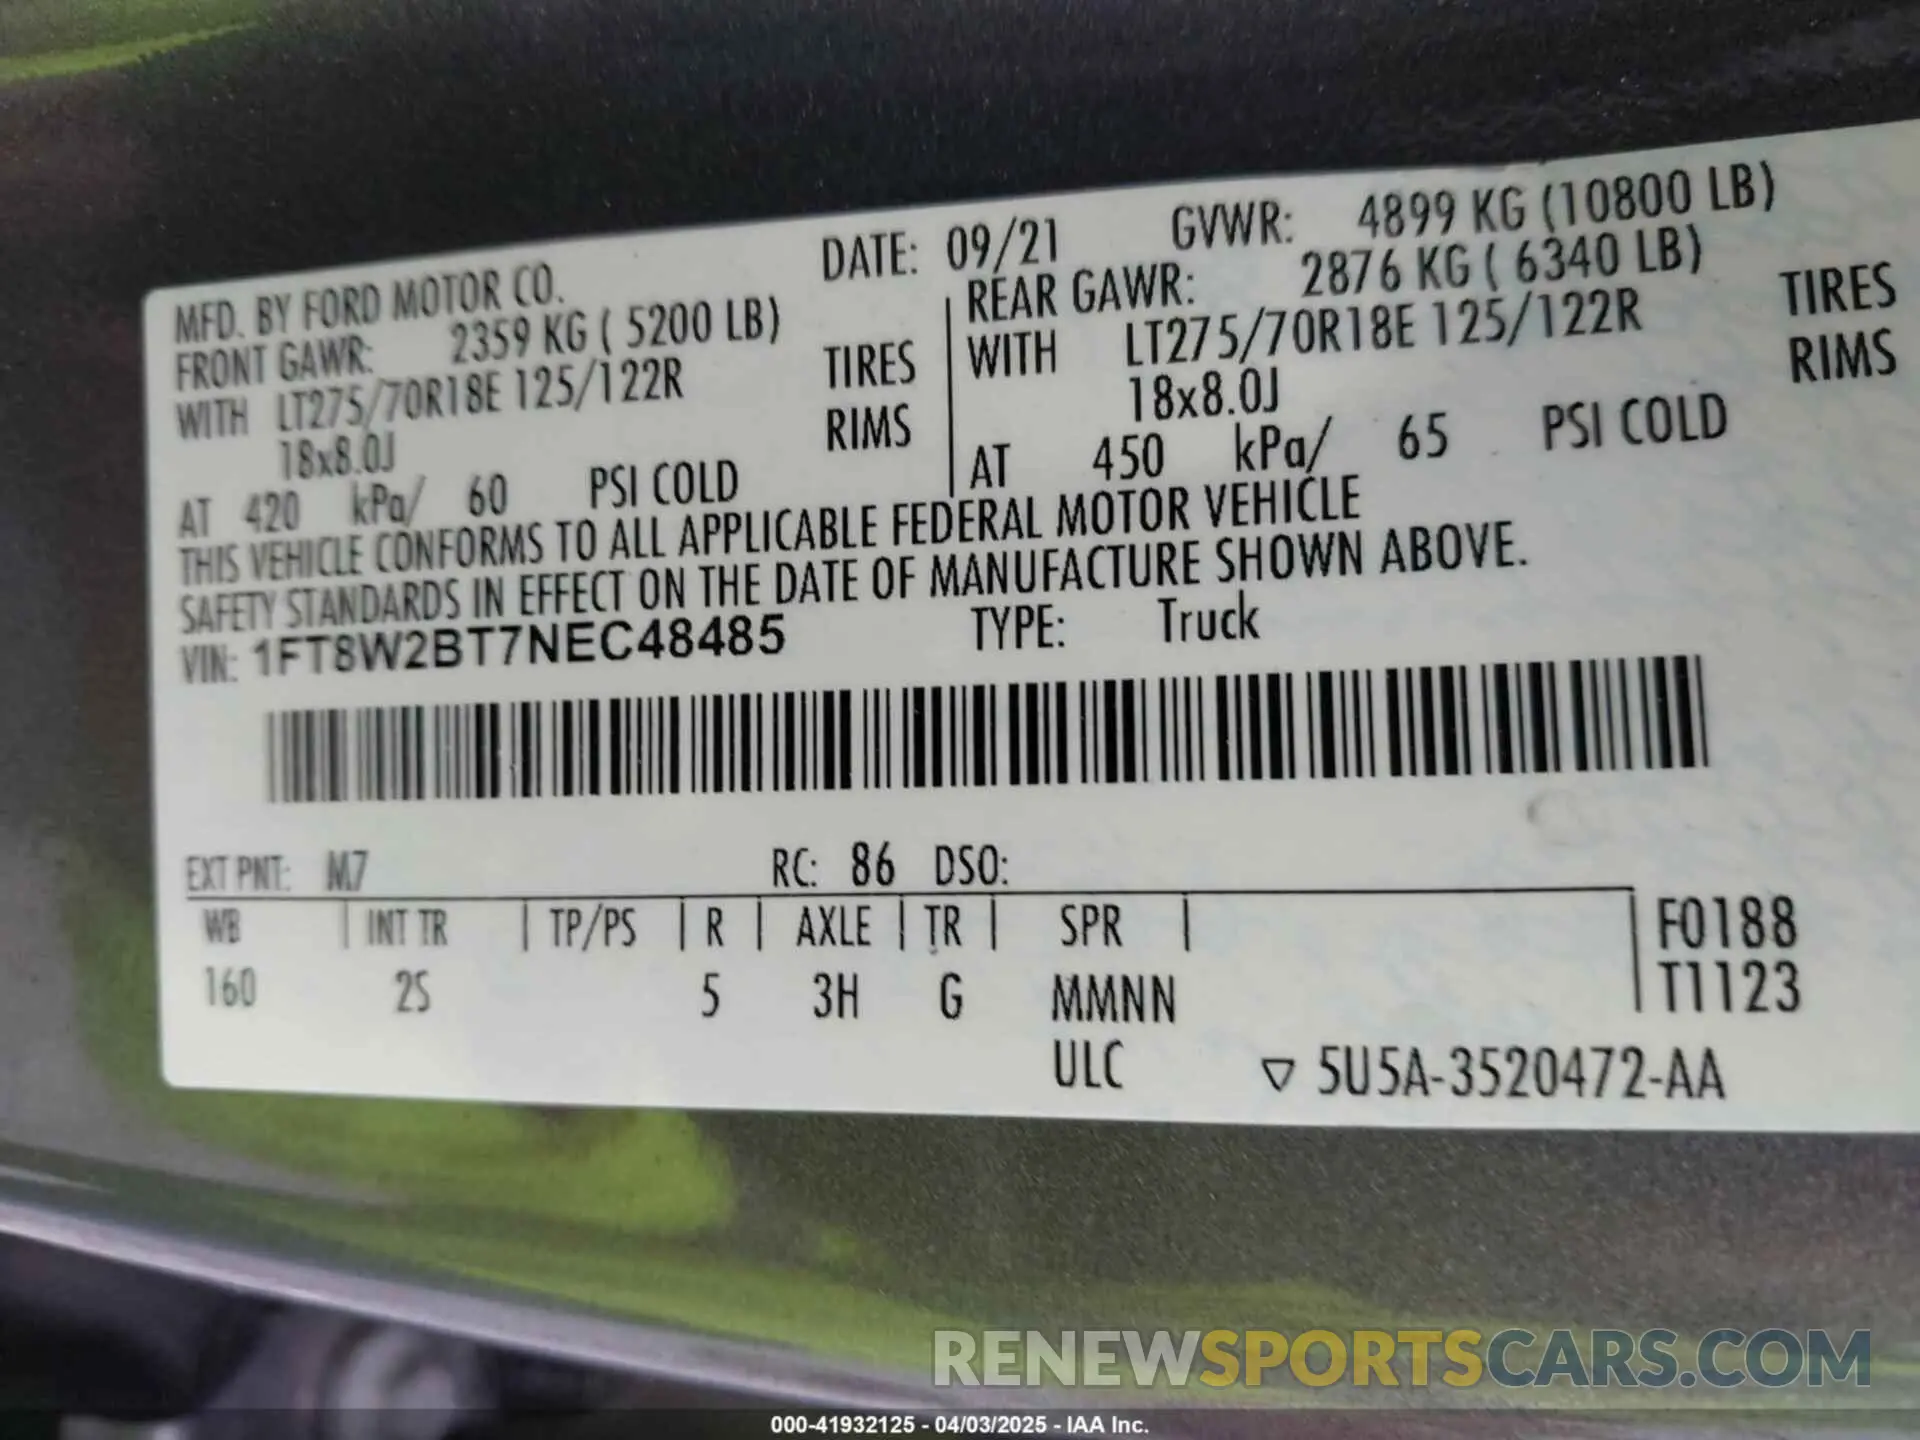 MFD. BY FORD MOTOR CO. DATE: 09/21 GVWR: 4899 KG (10800 LB)
FRONT GAWR: 2359 KG ( 5200 LB) REAR GAWR: 2876 KG ( 6340 LB)
WITH LT275/70R18E 125/122R TIRES WITH LT275/70R18E 125/122R TIRES
18x8.0J RIMS 18x8.0J RIMS
AT 420 kPa/ 60 PSI COLD AT 450 kPa/ 65 PSI COLD
THIS VEHICLE CONFORMS TO ALL APPLICABLE FEDERAL MOTOR VEHICLE
SAFETY STANDARDS IN EFFECT ON THE DATE OF MANUFACTURE SHOWN ABOVE.
VIN: 1FT8W2BT7NEC48485 TYPE: Truck
EXT PNT: M7 RC: 86 DSO:
WB | INT TR | TP/PS | R | AXLE | TR | SPR | F0188
160 2S 5 3H G MMNN T1123
ULC ▽ 5U5A-3520472-AA
RENEWSPORTSCARS.COM
000-41932125 - 04/03/2025 - IAA Inc.